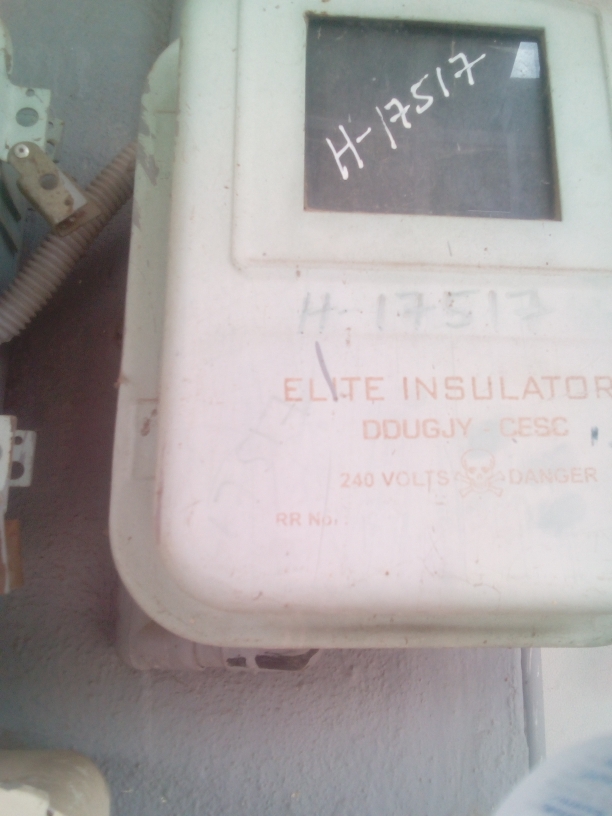 H-17517
H-17517
ELITE INSULATOR
DDUGJY CESC
240 VOLTS DANGER
RR No.